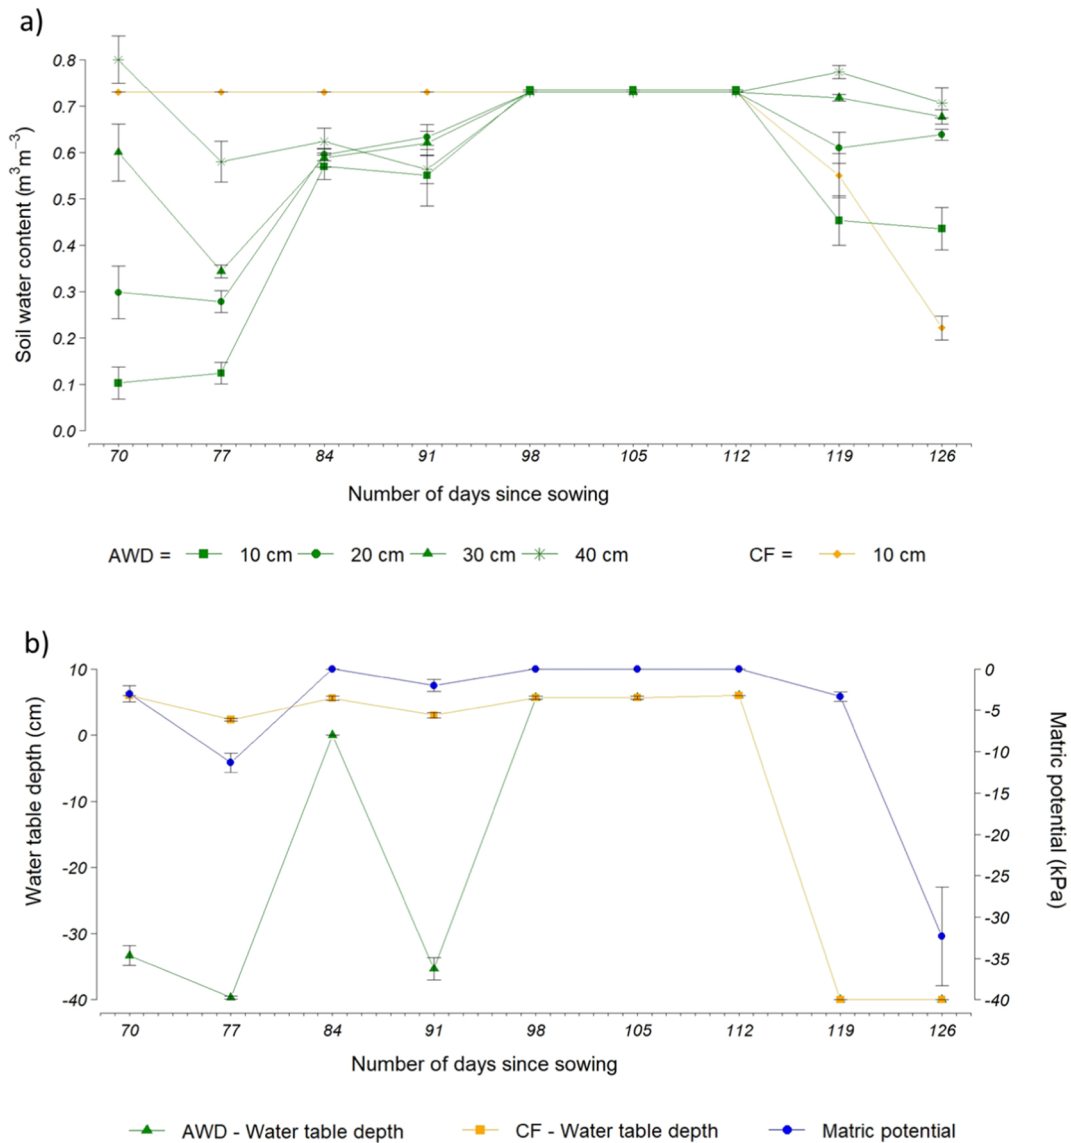 a)
0.8
0.7
0.6
0.5
0.4
0.3
0.2
0.1
0.0
Soil water content (m³m⁻³)
70 77 84 91 98 105 112 119 126
Number of days since sowing
AWD = 10 cm 20 cm 30 cm 40 cm CF = 10 cm
b)
10
0
-10
-20
-30
-40
Water table depth (cm)
0
-5
-10
-15
-20
-25
-30
-35
-40
Matric potential (kPa)
70 77 84 91 98 105 112 119 126
Number of days since sowing
AWD - Water table depth CF - Water table depth Matric potential